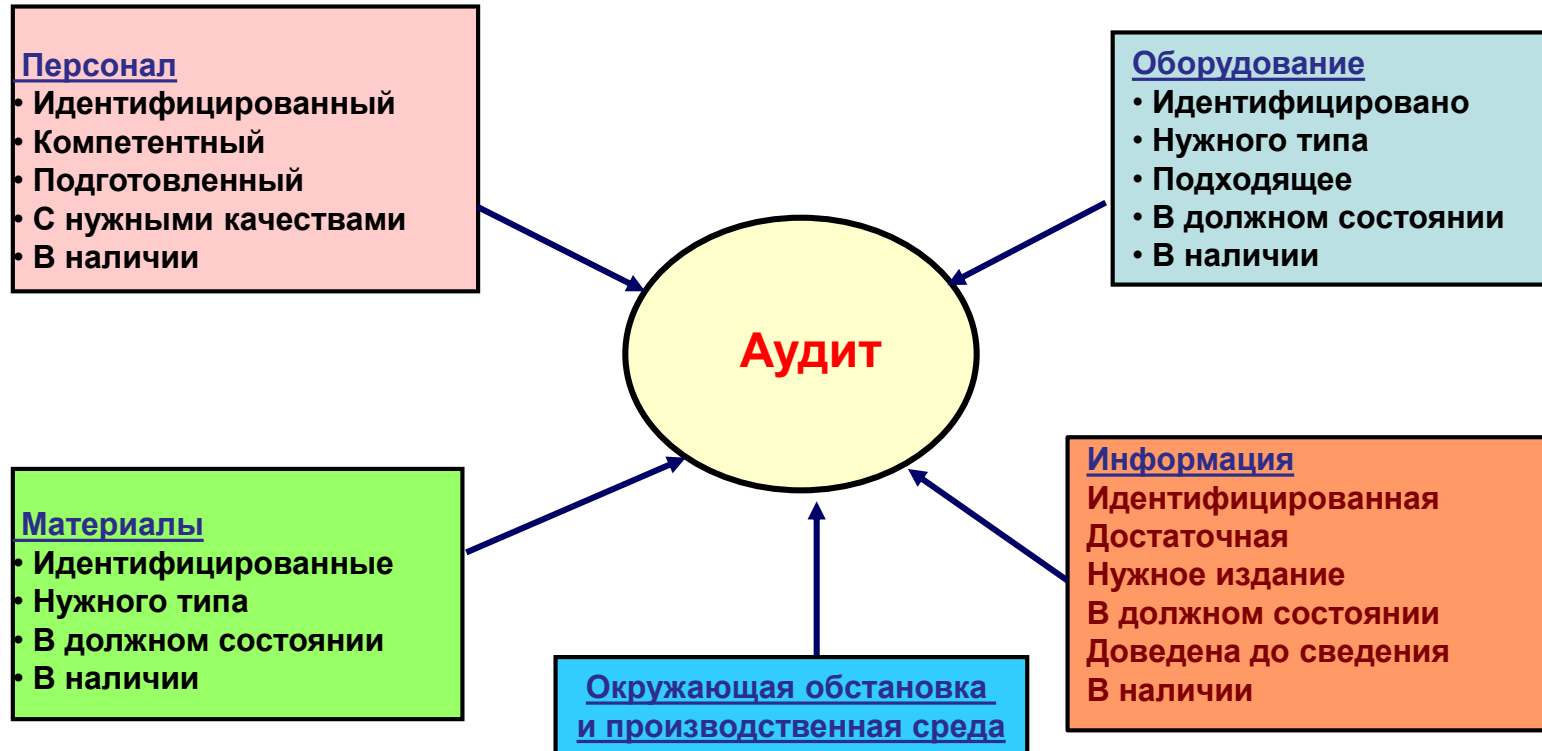 Персонал
• Идентифицированный
• Компетентный
• Подготовленный
• С нужными качествами
• В наличии
Оборудование
• Идентифицировано
• Нужного типа
• Подходящее
• В должном состоянии
• В наличии
Аудит
Материалы
• Идентифицированные
• Нужного типа
• В должном состоянии
• В наличии
Окружающая обстановка
и производственная среда
Информация
Идентифицированная
Достаточная
Нужное издание
В должном состоянии
Доведена до сведения
В наличии